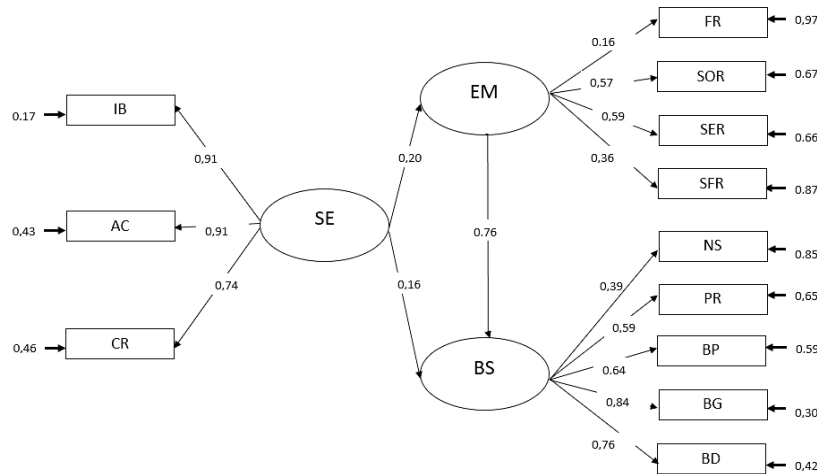 FR
0,97
0.16
SOR
0.67
EM
0,57
IB
0.17
SER
0.66
0,59
0,36
SFR
0.87
0,91
0,20
SE
AC
0,43
0,91
0.76
NS
0.85
0,39
0,74
0,16
PR
0,65
0,59
CR
0,46
BP
0.59
0.64
BS
BG
0,30
0,84
0,76
BD
0,42